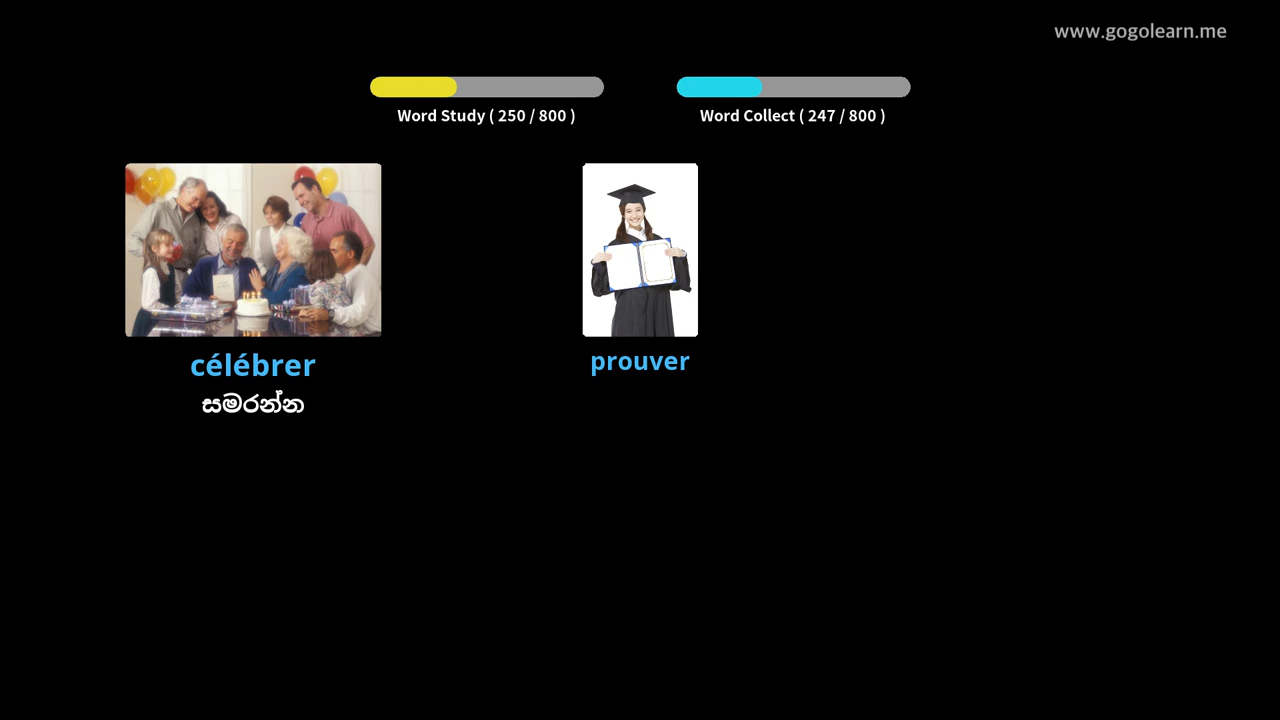 www.gogolearn.me
Word Study ( 250 / 800 )
Word Collect ( 247 / 800 )
célébrer
සමරන්න
prouver